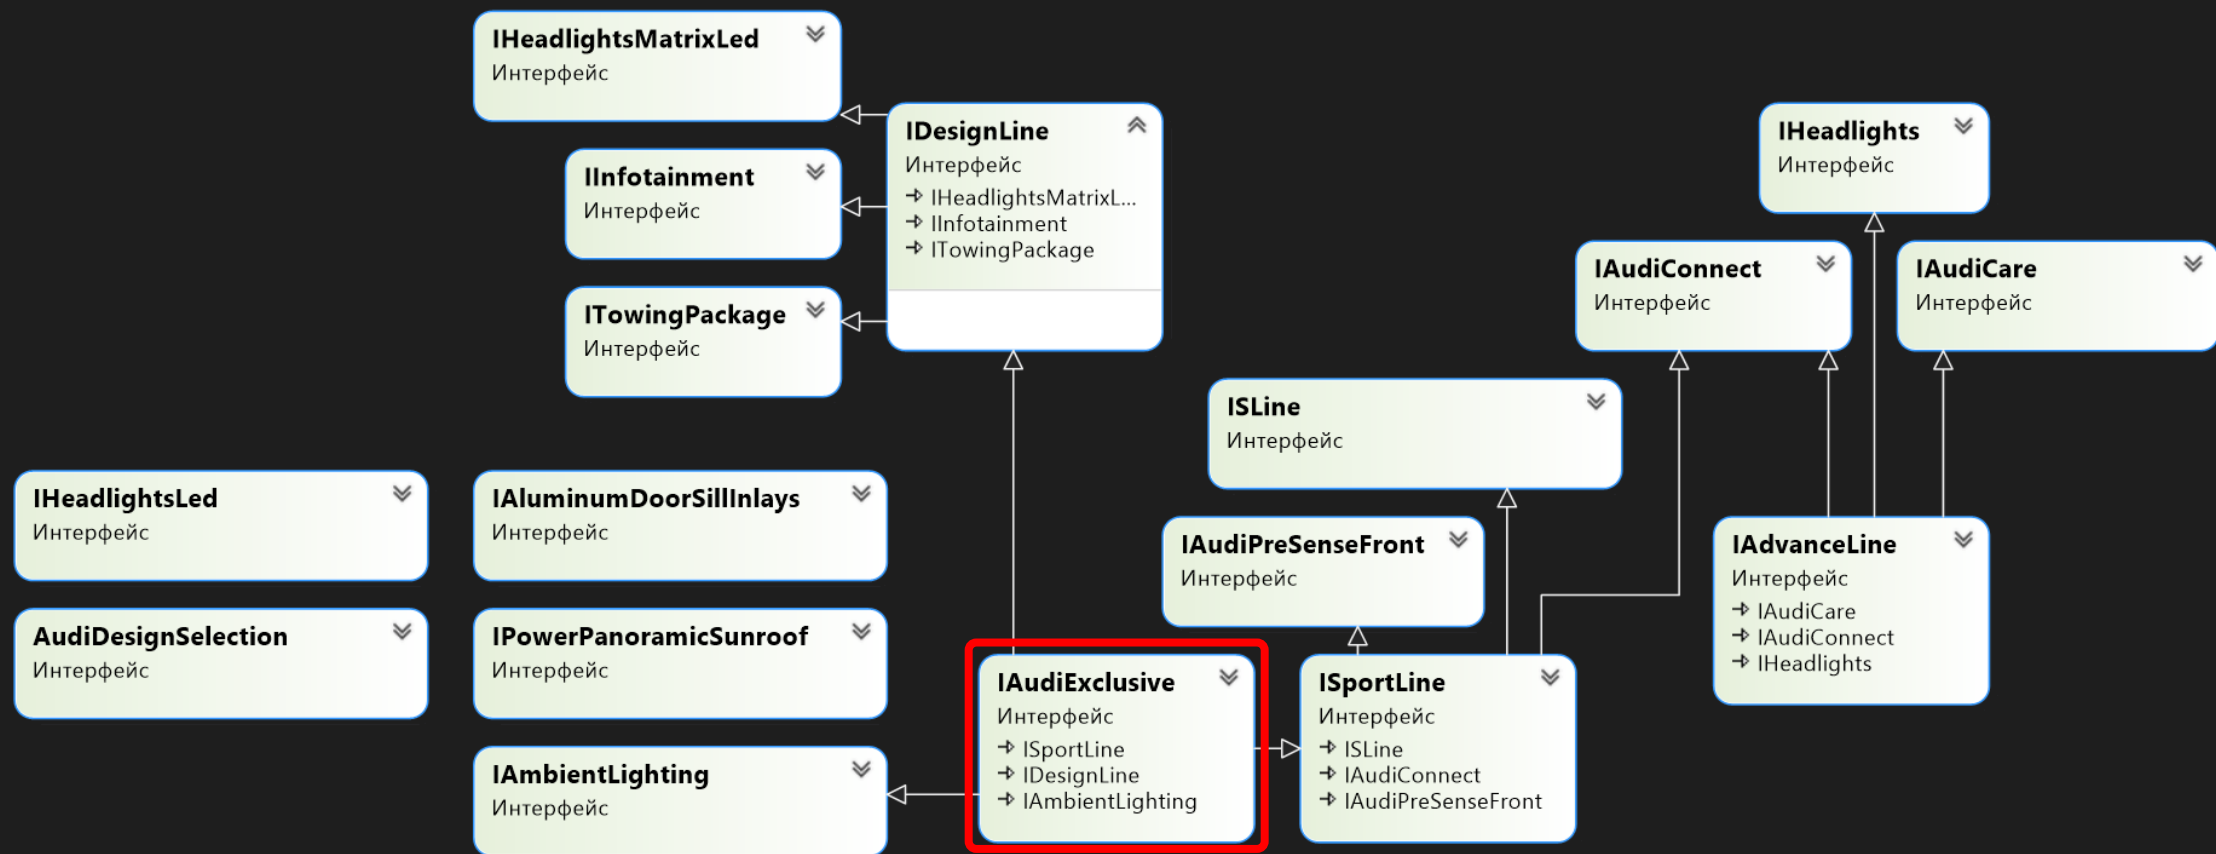 IHeadlightsMatrixLed
Интерфейс
IInfotainment
Интерфейс
ITowingPackage
Интерфейс
IDesignLine
Интерфейс
IHeadlightsMatrixL...
IInfotainment
ITowingPackage
IHeadlights
Интерфейс
IAudiConnect
Интерфейс
IAudiCare
Интерфейс
ISLine
Интерфейс
IHeadlightsLed
Интерфейс
IAluminumDoorSillInlays
Интерфейс
IAudiPreSenseFront
Интерфейс
IAdvanceLine
Интерфейс
IAudiCare
IAudiConnect
IHeadlights
AudiDesignSelection
Интерфейс
IPowerPanoramicSunroof
Интерфейс
IAudiExclusive
Интерфейс
ISportLine
IDesignLine
IAmbientLighting
ISportLine
Интерфейс
ISLine
IAudiConnect
IAudiPreSenseFront
IAmbientLighting
Интерфейс